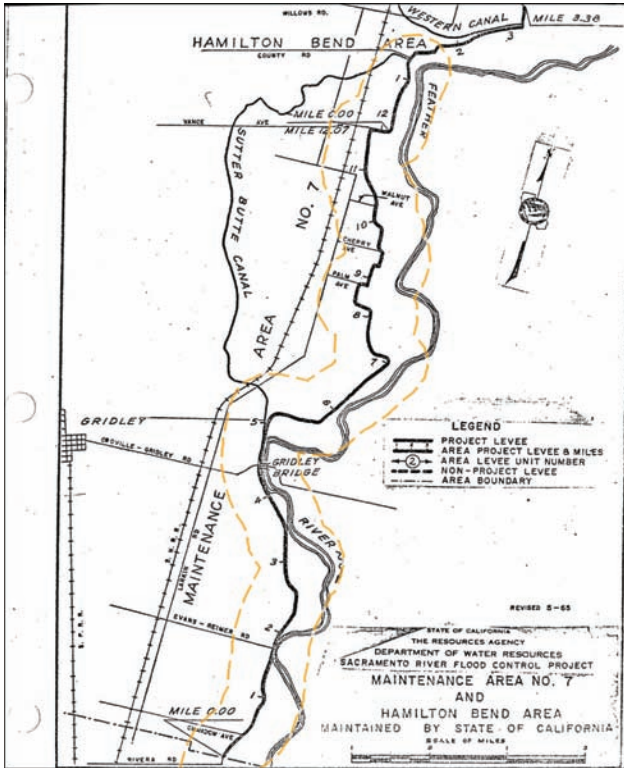 WILLOWS RD.
WESTERN CANAL
MILE 3.38
3
2
HAMILTON BEND AREA
COUNTY RD
1
FEATHER
MILE 0.00
12
VANCE AVE
MILE 12.07
SUTTER BUTTE CANAL
NO. 7
11
WALNUT AVE
10
CHERRY AVE
9
PALM AVE
8
AREA
7
6
GRIDLEY
5
OROVILLE - GRIDLEY RD
GRIDLEY BRIDGE
4
LEGEND
PROJECT LEVEE
AREA PROJECT LEVEE & MILES
2
AREA LEVEE UNIT NUMBER
NON-PROJECT LEVEE
AREA BOUNDARY
RIVER
MAINTENANCE
LARKIN RD
3
S. P. R. R.
REVISED 5-65
EVANS - REIMER RD
2
STATE OF CALIFORNIA
THE RESOURCES AGENCY
DEPARTMENT OF WATER RESOURCES
SACRAMENTO RIVER FLOOD CONTROL PROJECT
MAINTENANCE AREA NO. 7
AND
HAMILTON BEND AREA
MAINTAINED BY STATE OF CALIFORNIA
SCALE OF MILES
1
MILE 0.00
RIVERA RD